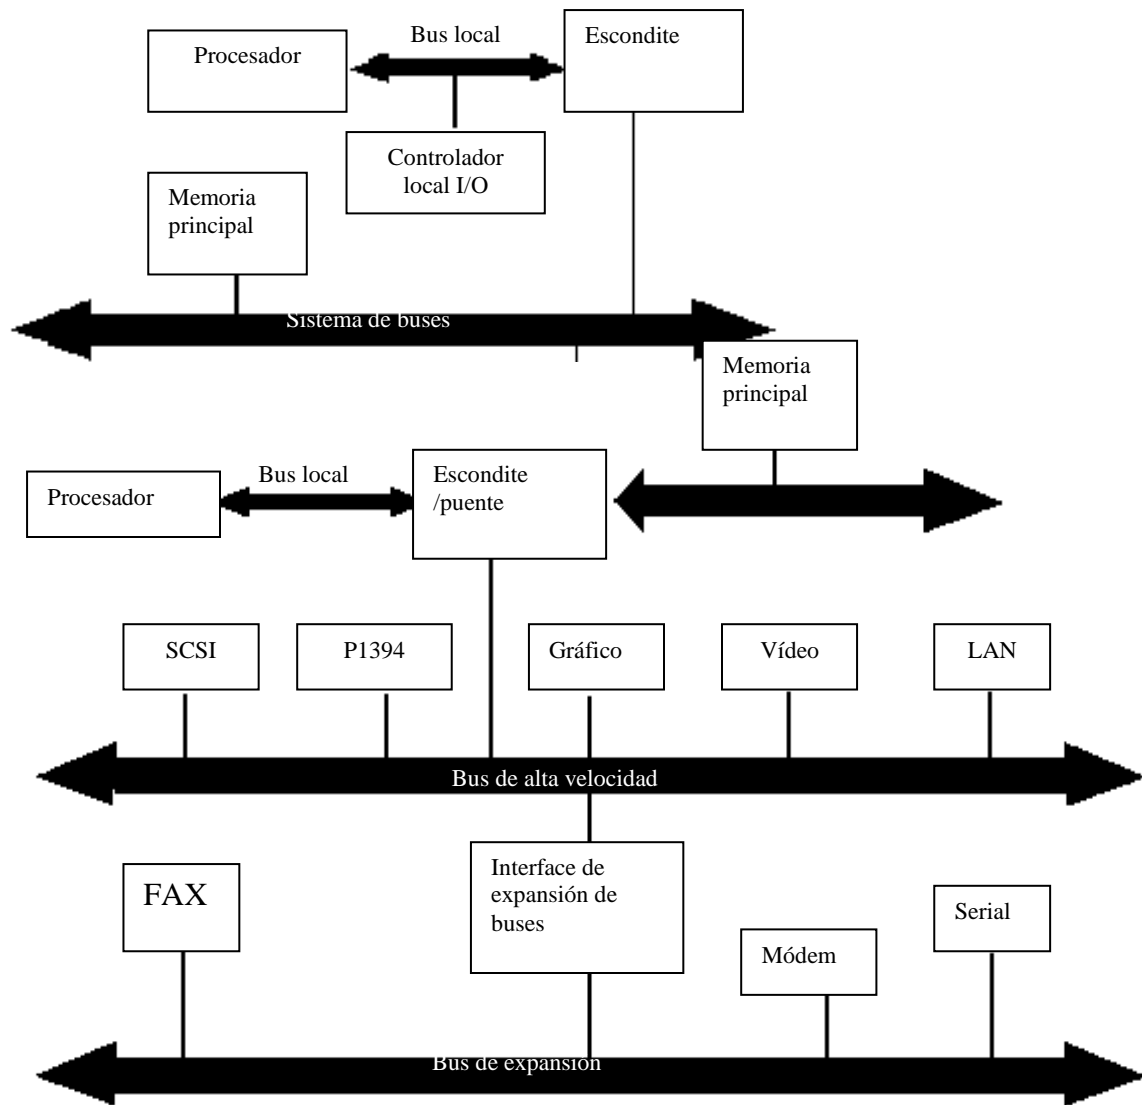 Bus local
Escondite
Procesador
Controlador
local I/O
Memoria
principal
Sistema de buses
Memoria
principal
Bus local
Escondite
/puente
Procesador
SCSI
P1394
Gráfico
Vídeo
LAN
Bus de alta velocidad
Interface de
expansión de
buses
FAX
Serial
Módem
Bus de expansión